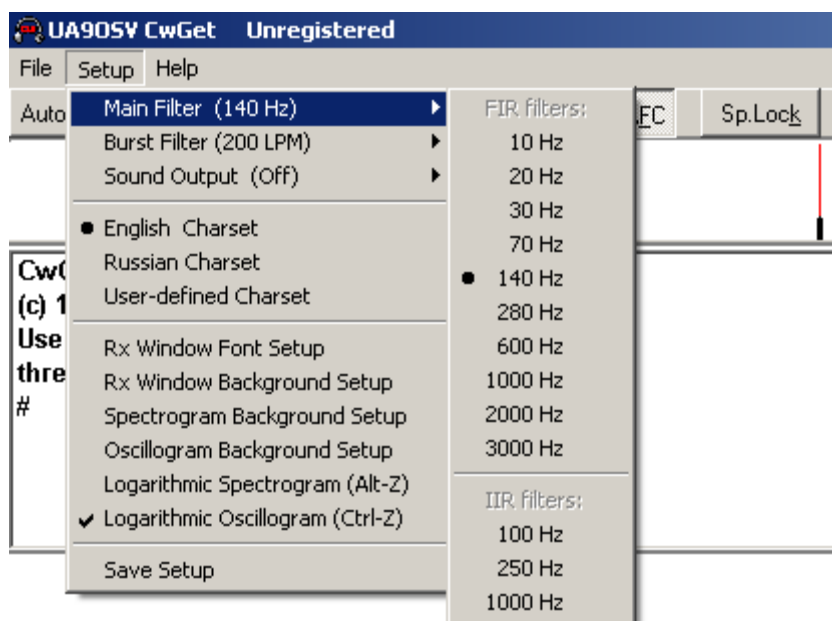 UA9OSV CwGet Unregistered
File Setup Help
Auto
FC Sp.Lock
Main Filter (140 Hz)
Burst Filter (200 LPM)
Sound Output (Off)
English Charset
Russian Charset
User-defined Charset
Rx Window Font Setup
Rx Window Background Setup
Spectrogram Background Setup
Oscillogram Background Setup
Logarithmic Spectrogram (Alt-Z)
Logarithmic Oscillogram (Ctrl-Z)
Save Setup
FIR filters:
10 Hz
20 Hz
30 Hz
70 Hz
140 Hz
280 Hz
600 Hz
1000 Hz
2000 Hz
3000 Hz
IIR filters:
100 Hz
250 Hz
1000 Hz
(c) 1
Use
thre
#